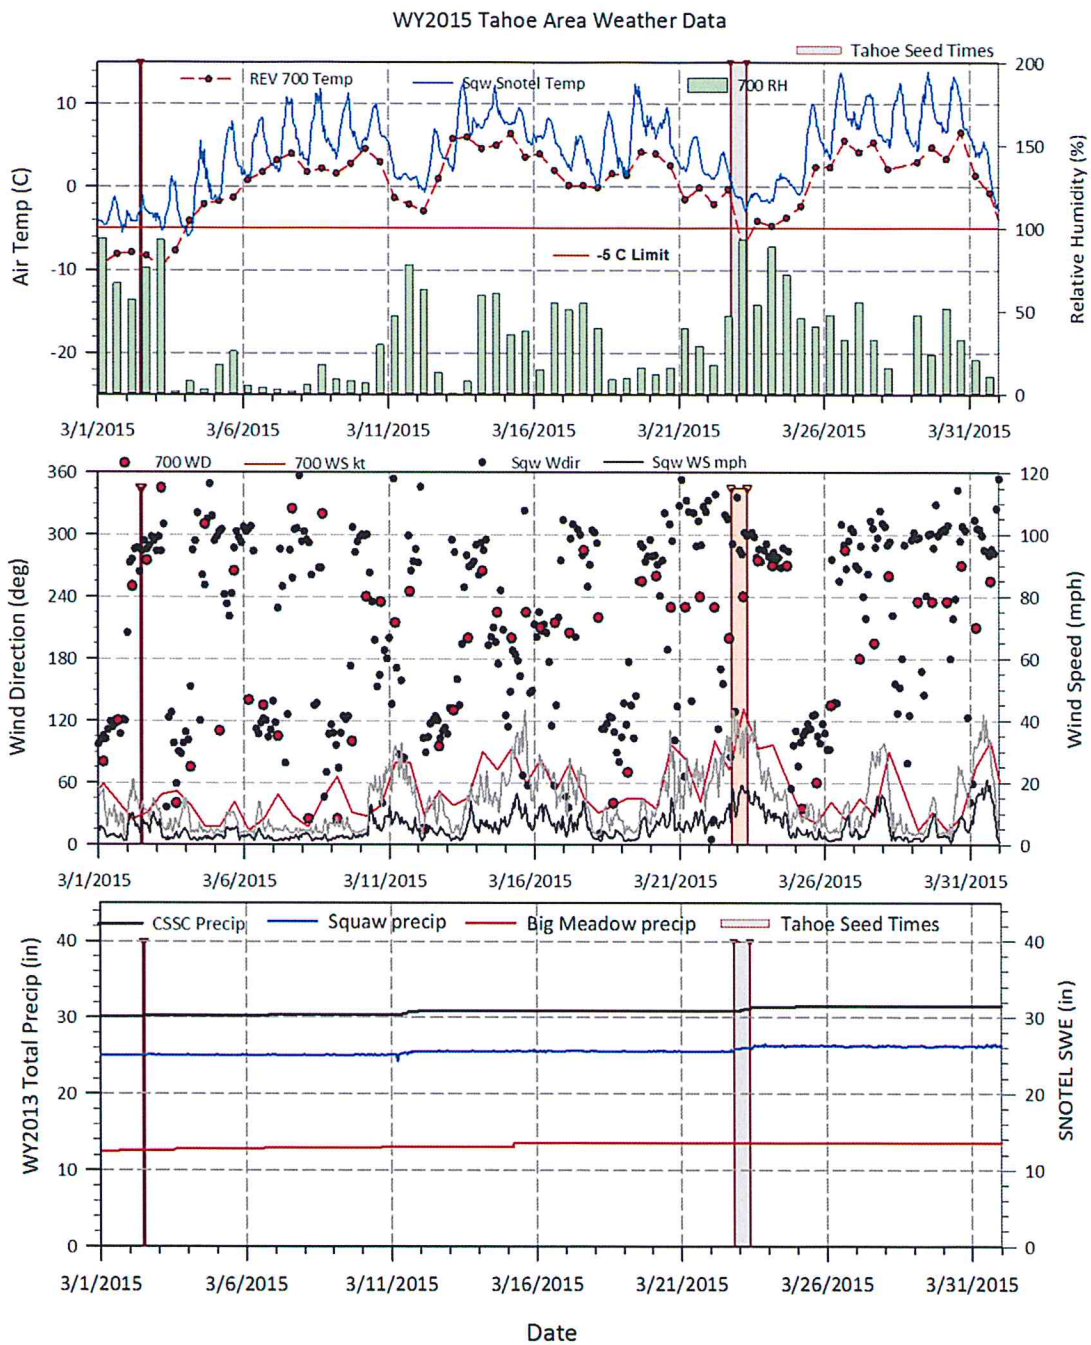 WY2015 Tahoe Area Weather Data
Tahoe Seed Times
REV 700 Temp
Sqw Snotel Temp
700 RH
Air Temp (C)
10
0
-10
-20
-5 C Limit
Relative Humidity (%)
200
150
100
50
0
3/1/2015
3/6/2015
3/11/2015
3/16/2015
3/21/2015
3/26/2015
3/31/2015
700 WD
700 WS kt
Sqw Wdir
Sqw WS mph
Wind Direction (deg)
360
300
240
180
120
60
0
Wind Speed (mph)
120
100
80
60
40
20
0
3/1/2015
3/6/2015
3/11/2015
3/16/2015
3/21/2015
3/26/2015
3/31/2015
CSSC Precip
Squaw precip
Big Meadow precip
Tahoe Seed Times
WY2013 Total Precip (in)
40
30
20
10
0
SNOTEL SWE (in)
40
30
20
10
0
3/1/2015
3/6/2015
3/11/2015
3/16/2015
3/21/2015
3/26/2015
3/31/2015
Date